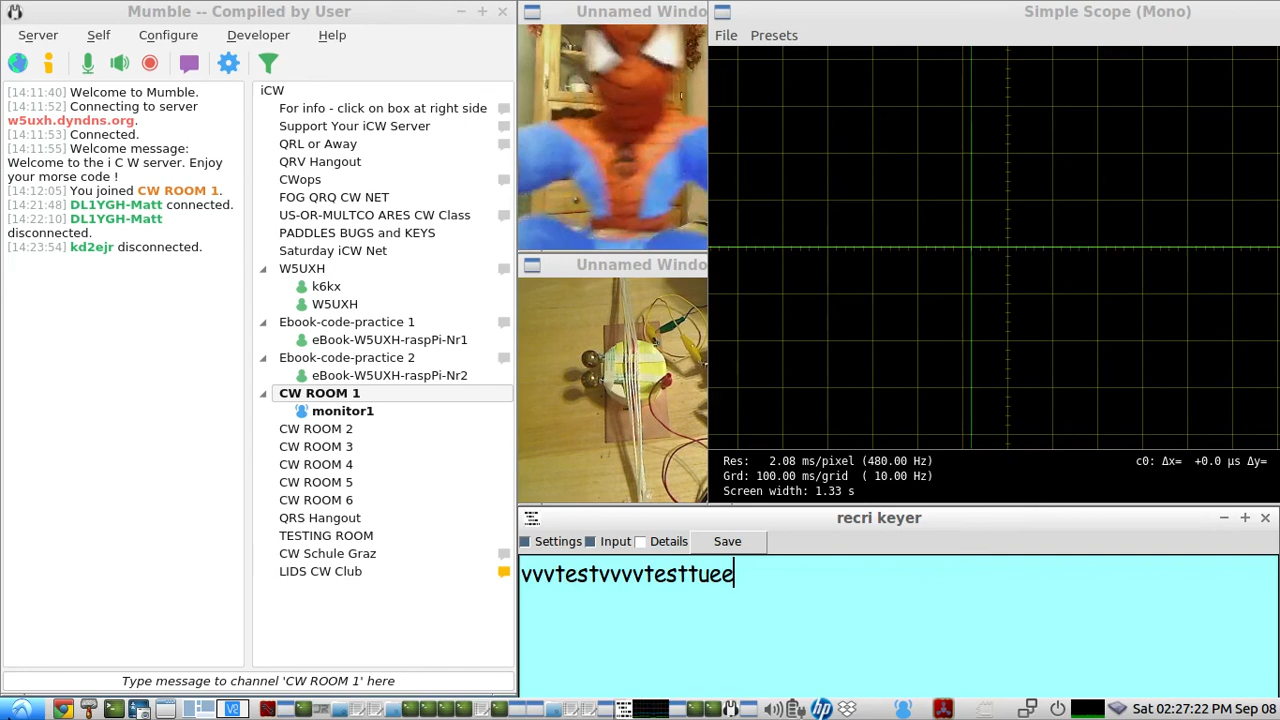 Mumble -- Compiled by User
Server Self Configure Developer Help
[14:11:40] Welcome to Mumble.
[14:11:52] Connecting to server
w5uxh.dyndns.org.
[14:11:53] Connected.
[14:11:55] Welcome message:
Welcome to the i C W server. Enjoy
your morse code !
[14:12:05] You joined CW ROOM 1.
[14:21:48] DL1YGH-Matt connected.
[14:22:10] DL1YGH-Matt
disconnected.
[14:23:54] kd2ejr disconnected.
iCW
For info - click on box at right side
Support Your iCW Server
QRL or Away
QRV Hangout
CWops
FOG QRQ CW NET
US-OR-MULTCO ARES CW Class
PADDLES BUGS and KEYS
Saturday iCW Net
W5UXH
t6kx
W5UXH
Ebook-code-practice 1
eBook-W5UXH-raspPi-Nr1
Ebook-code-practice 2
eBook-W5UXH-raspPi-Nr2
CW ROOM 1
monitor1
CW ROOM 2
CW ROOM 3
CW ROOM 4
CW ROOM 5
CW ROOM 6
QRS Hangout
TESTING ROOM
CW Schule Graz
LIDS CW Club
Type message to channel 'CW ROOM 1' here
Unnamed Windo
Unnamed Windo
Simple Scope (Mono)
File Presets
Res: 2.08 ms/pixel (480.00 Hz)
Grd: 100.00 ms/grid ( 10.00 Hz)
Screen width: 1.33 s
c0: Δx= +0.0 µs Δy=
recri keyer
Settings Input Details Save
vvvtestvvvvtesttuee
Sat 02:27:22 PM Sep 08